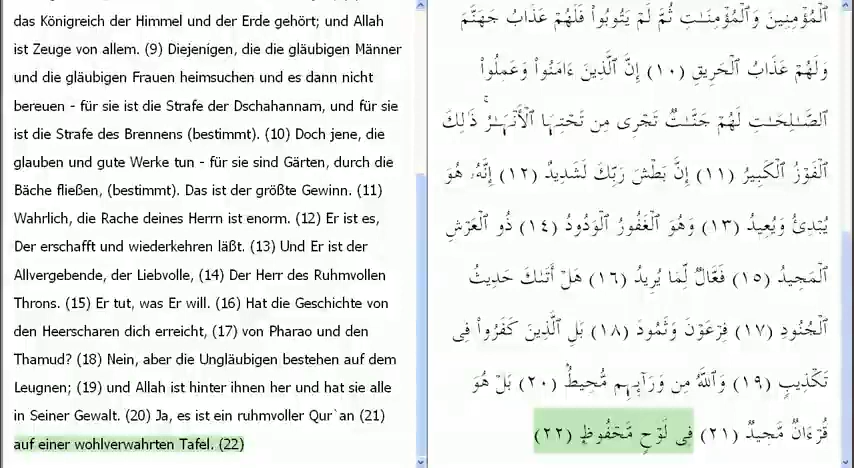 das Königreich der Himmel und der Erde gehört; und Allah
ist Zeuge von allem. (9) Diejenigen, die die gläubigen Männer
und die gläubigen Frauen heimsuchen und es dann nicht
bereuen - für sie ist die Strafe der Dschahannam, und für sie
ist die Strafe des Brennens (bestimmt). (10) Doch jene, die
glauben und gute Werke tun - für sie sind Gärten, durch die
Bäche fließen, (bestimmt). Das ist der größte Gewinn. (11)
Wahrlich, die Rache deines Herrn ist enorm. (12) Er ist es,
Der erschafft und wiederkehren läßt. (13) Und Er ist der
Allvergebende, der Liebvolle, (14) Der Herr des Ruhmvollen
Throns. (15) Er tut, was Er will. (16) Hat die Geschichte von
den Heerscharen dich erreicht, (17) von Pharao und den
Thamud? (18) Nein, aber die Ungläubigen bestehen auf dem
Leugnen; (19) und Allah ist hinter ihnen her und hat sie alle
in Seiner Gewalt. (20) Ja, es ist ein ruhmvoller Qur`an (21)
auf einer wohlverwahrten Tafel. (22)
ٱلْمُؤْمِنِينَ وَٱلْمُؤْمِنَـٰتِ ثُمَّ لَمْ يَتُوبُوا۟ فَلَهُمْ عَذَابُ جَهَنَّمَ
وَلَهُمْ عَذَابُ ٱلْحَرِيقِ (١٠) إِنَّ ٱلَّذِينَ ءَامَنُوا۟ وَعَمِلُوا۟
ٱلصَّـٰلِحَـٰتِ لَهُمْ جَنَّـٰتٌ تَجْرِى مِن تَحْتِهَا ٱلْأَنْهَـٰرُ ۚ ذَٰلِكَ
ٱلْفَوْزُ ٱلْكَبِيرُ (١١) إِنَّ بَطْشَ رَبِّكَ لَشَدِيدٌ (١٢) إِنَّهُۥ هُوَ
يُبْدِئُ وَيُعِيدُ (١٣) وَهُوَ ٱلْغَفُورُ ٱلْوَدُودُ (١٤) ذُو ٱلْعَرْشِ
ٱلْمَجِيدُ (١٥) فَعَّالٌ لِّمَا يُرِيدُ (١٦) هَلْ أَتَىٰكَ حَدِيثُ
ٱلْجُنُودِ (١٧) فِرْعَوْنَ وَثَمُودَ (١٨) بَلِ ٱلَّذِينَ كَفَرُوا۟ فِى
تَكْذِيبٍ (١٩) وَٱللَّهُ مِن وَرَآئِهِم مُّحِيطٌۢ (٢٠) بَلْ هُوَ
قُرْءَانٌ مَّجِيدٌ (٢١) فِى لَوْحٍ مَّحْفُوظٍۭ (٢٢)